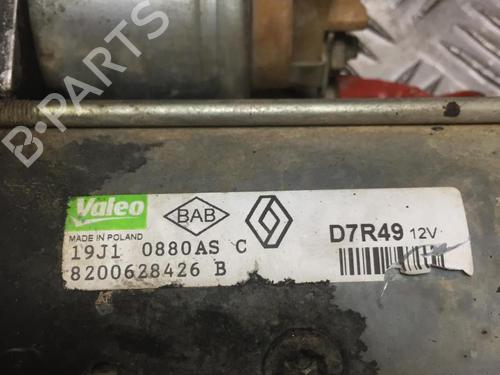 B-PARTS
Valeo
BAB
D7R49 12V
MADE IN POLAND
19J1 0880AS C
8200628426 B